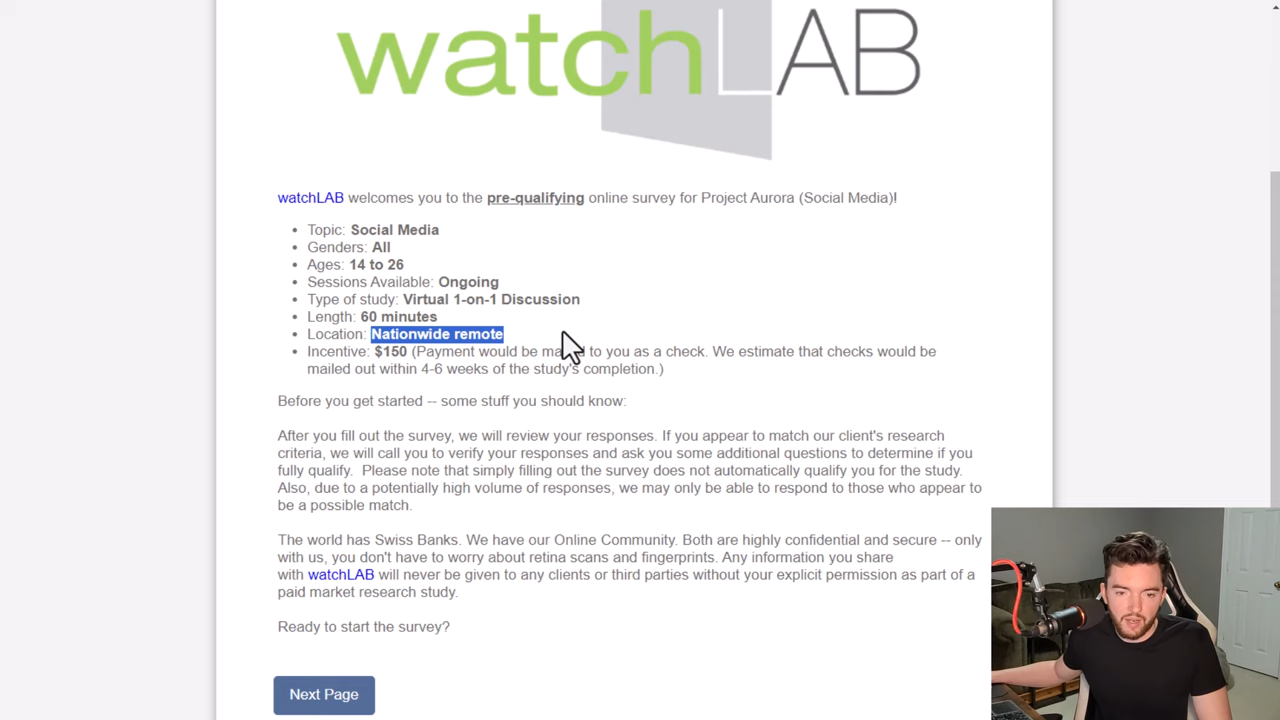 watchLAB
watchLAB welcomes you to the pre-qualifying online survey for Project Aurora (Social Media)!
• Topic: Social Media
• Genders: All
• Ages: 14 to 26
• Sessions Available: Ongoing
• Type of study: Virtual 1-on-1 Discussion
• Length: 60 minutes
• Location: Nationwide remote
• Incentive: $150 (Payment would be to you as a check. We estimate that checks would be
mailed out within 4-6 weeks of the study's completion.)
Before you get started -- some stuff you should know:
After you fill out the survey, we will review your responses. If you appear to match our client's research
criteria, we will call you to verify your responses and ask you some additional questions to determine if you
fully qualify. Please note that simply filling out the survey does not automatically qualify you for the study.
Also, due to a potentially high volume of responses, we may only be able to respond to those who appear to
be a possible match.
The world has Swiss Banks. We have our Online Community. Both are highly confidential and secure -- only
with us, you don't have to worry about retina scans and fingerprints. Any information you share
with watchLAB will never be given to any clients or third parties without your explicit permission as part of a
paid market research study.
Ready to start the survey?
Next Page